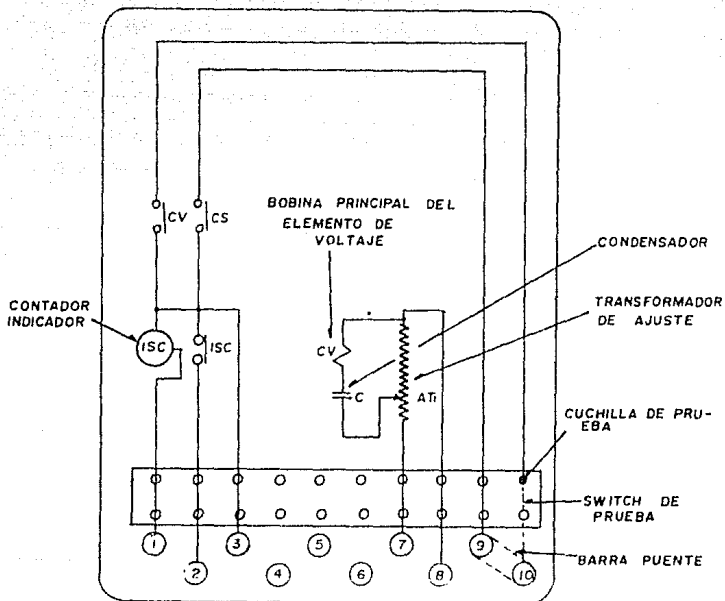 CV
CS
BOBINA PRINCIPAL DEL
ELEMENTO DE
VOLTAJE
CONDENSADOR
TRANSFORMADOR
DE AJUSTE
CONTADOR
INDICADOR
ISC
ISC
CV
C
AT1
CUCHILLA DE PRU-
EBA
SWITCH DE
PRUEBA
BARRA PUENTE
1
2
3
4
5
6
7
8
9
10